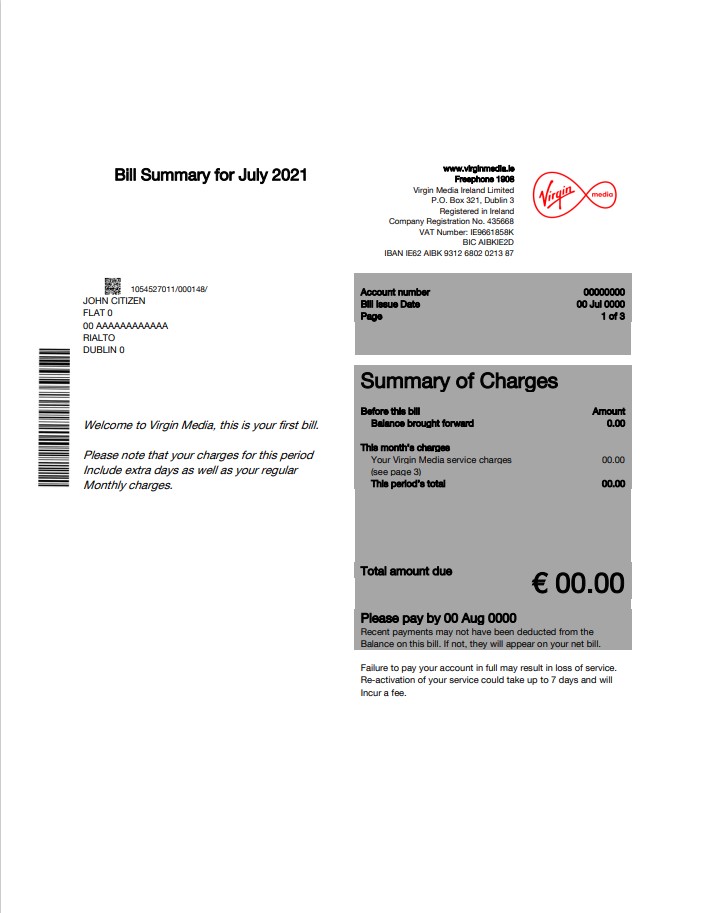 Bill Summary for July 2021
www.virginmedia.ie
Freephone 1908
Virgin Media Ireland Limited
P.O. Box 321, Dublin 3
Registered in Ireland
Company Registration No. 435668
VAT Number: IE9661858K
BIC AIBKIE2D
IBAN IE62 AIBK 9312 6802 0213 87
Virgin media
1054527011/000148/
JOHN CITIZEN
FLAT 0
00 AAAAAAAAAAAA
RIALTO
DUBLIN 0
Account number 00000000
Bill Issue Date 00 Jul 0000
Page 1 of 3
Welcome to Virgin Media, this is your first bill.
Please note that your charges for this period
Include extra days as well as your regular
Monthly charges.
Summary of Charges
Before this bill Amount
Balance brought forward 0.00
This month's charges
Your Virgin Media service charges 00.00
(see page 3)
This period's total 00.00
Total amount due € 00.00
Please pay by 00 Aug 0000
Recent payments may not have been deducted from the
Balance on this bill. If not, they will appear on your net bill.
Failure to pay your account in full may result in loss of service.
Re-activation of your service could take up to 7 days and will
Incur a fee.